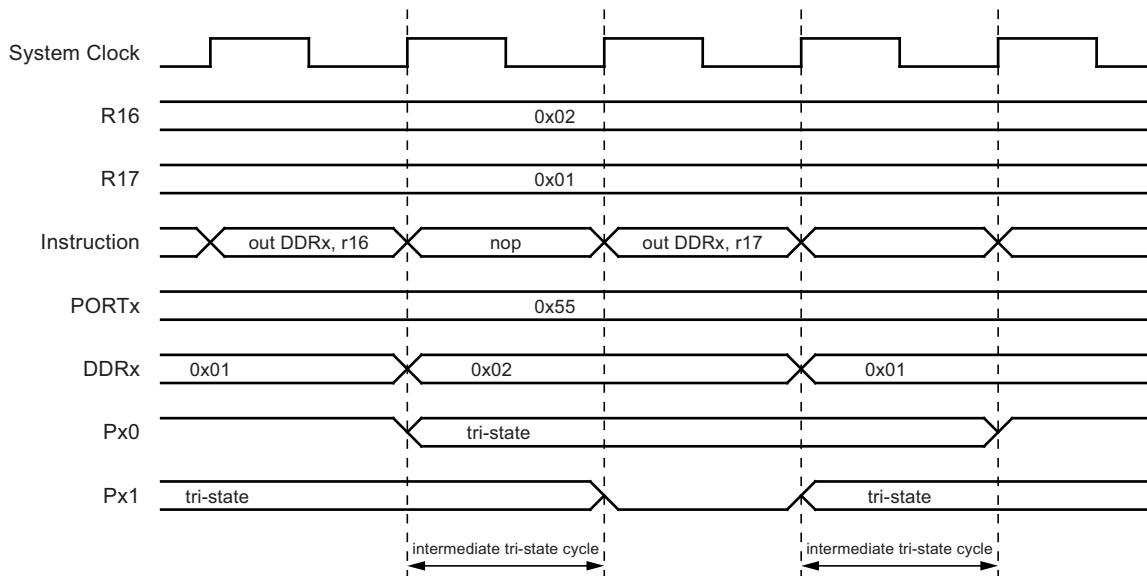 System Clock
R16
0x02
R17
0x01
Instruction
out DDRx, r16
nop
out DDRx, r17
PORTx
0x55
DDRx
0x01
0x02
0x01
Px0
tri-state
Px1
tri-state
tri-state
intermediate tri-state cycle
intermediate tri-state cycle